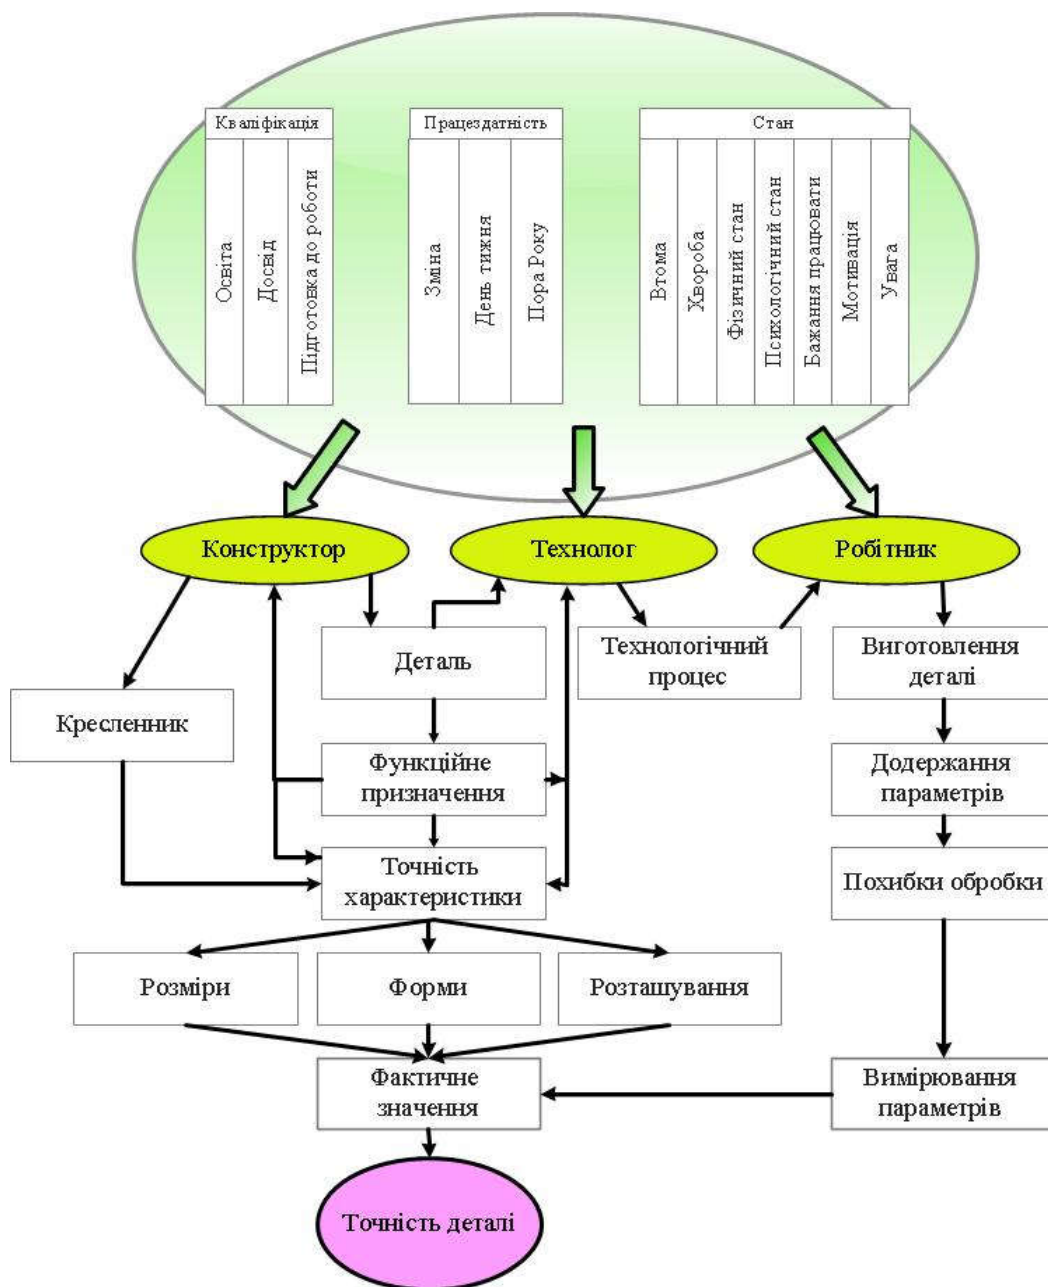 Кваліфікація
Освіта
Досвід
Підготовка до роботи
Працездатність
Зміна
День тижня
Пора Року
Стан
Втома
Хвороба
Фізичний стан
Психологічний стан
Бажання працювати
Мотивація
Увага
Конструктор
Технолог
Робітник
Деталь
Технологічний
процес
Виготовлення
деталі
Кресленник
Функційне
призначення
Додержання
параметрів
Точність
характеристики
Похибки обробки
Розміри
Форми
Розташування
Фактичне
значення
Вимірювання
параметрів
Точність деталі